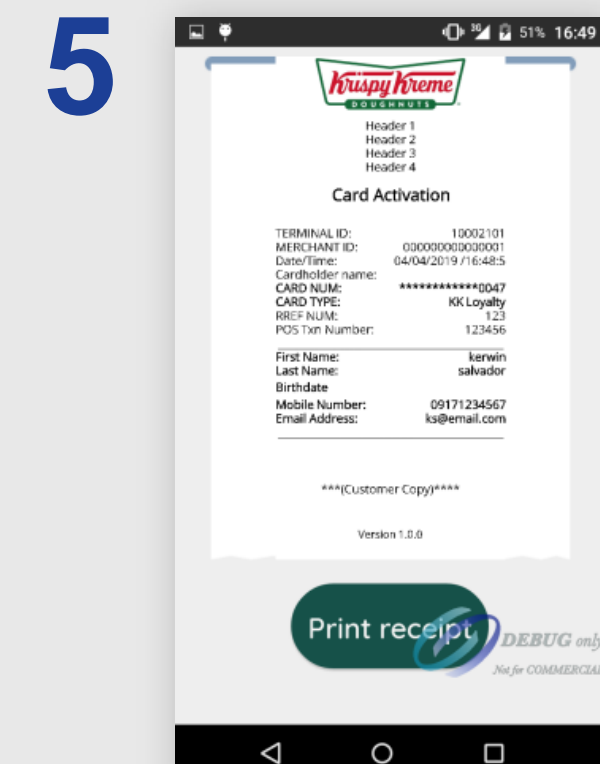 5
51% 16:49
Krispy Kreme
DOUGHNUTS
Header 1
Header 2
Header 3
Header 4
Card Activation
TERMINAL ID: 10002101
MERCHANT ID: 000000000000001
Date/Time: 04/04/2019 /16:48:5
Cardholder name:
CARD NUM: ************0047
CARD TYPE: KK Loyalty
RREF NUM: 123
POS Txn Number: 123456
First Name: kerwin
Last Name: salvador
Birthdate
Mobile Number: 09171234567
Email Address: ks@email.com
***(Customer Copy)****
Version 1.0.0
Print receipt
DEBUG only
Not for COMMERCIAL